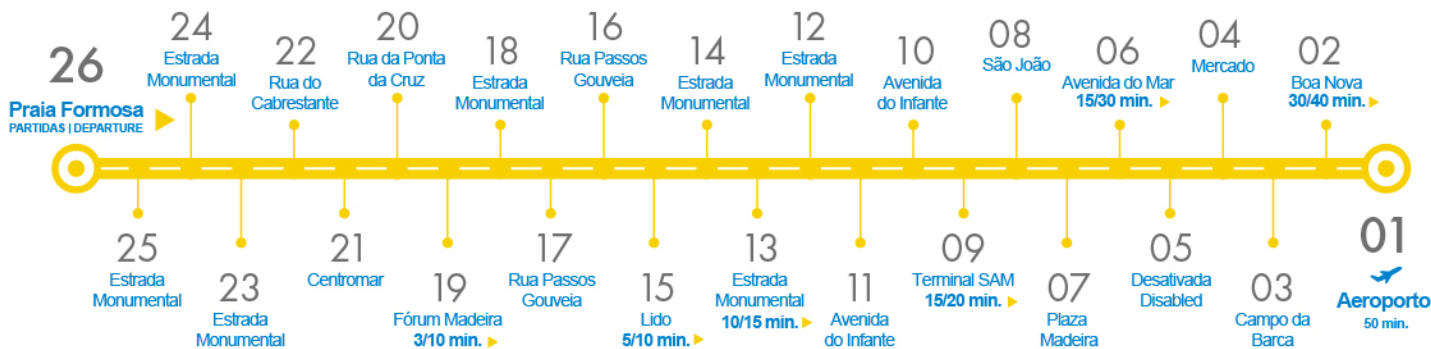 26
Praia Formosa
PARTIDAS | DEPARTURE
25
Estrada
Monumental
24
Estrada
Monumental
23
Estrada
Monumental
22
Rua do
Cabrestante
21
Centromar
20
Rua da Ponta
da Cruz
19
Fórum Madeira
3/10 min.
18
Estrada
Monumental
17
Rua Passos
Gouveia
16
Rua Passos
Gouveia
15
Lido
5/10 min.
14
Estrada
Monumental
13
Estrada
Monumental
10/15 min.
12
Estrada
Monumental
11
Avenida
do Infante
10
Avenida
do Infante
09
Terminal SAM
15/20 min.
08
São João
07
Plaza
Madeira
06
Avenida do Mar
15/30 min.
05
Desativada
Disabled
04
Mercado
03
Campo da
Barca
02
Boa Nova
30/40 min.
01
Aeroporto
50 min.